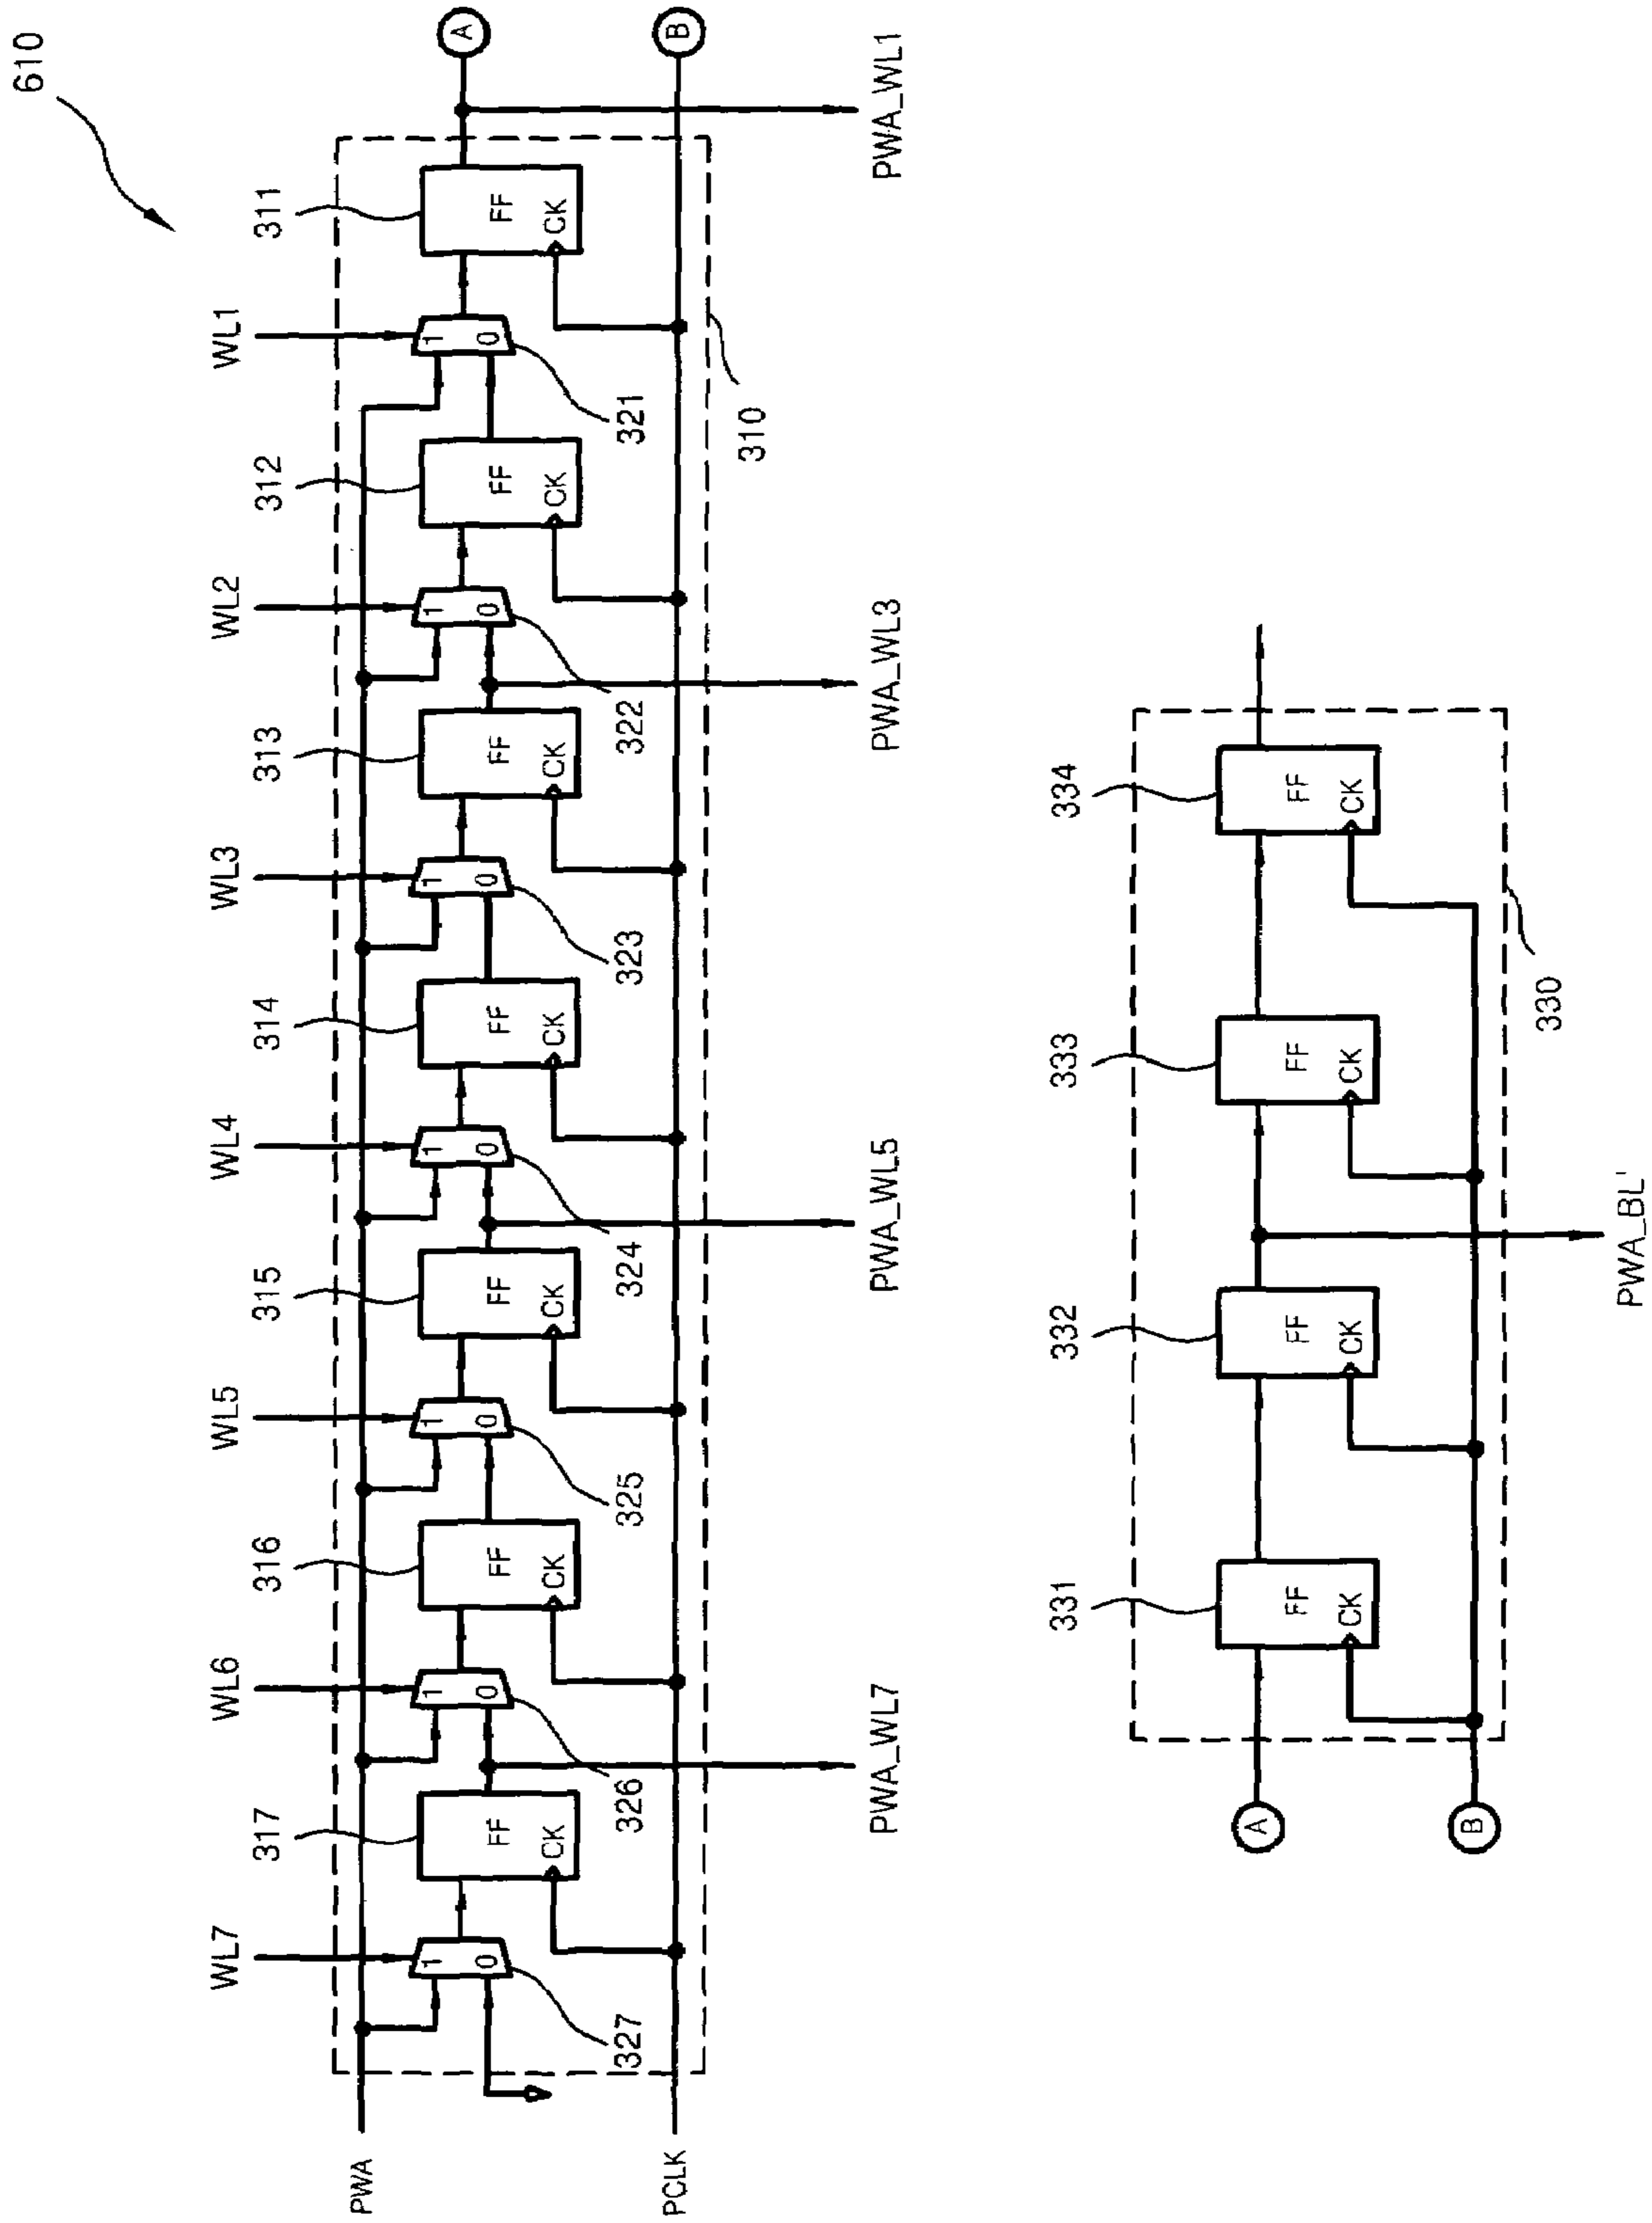 610
WL7
WL6
WL5
WL4
WL3
WL2
WL1
317
316
315
314
313
312
311
PWA
1
0
1
0
1
0
1
0
1
0
1
0
1
0
FF
CK
FF
CK
FF
CK
FF
CK
FF
CK
FF
CK
FF
CK
A
327
326
325
324
323
322
321
PCLK
B
310
PWA_WL7
PWA_WL5
PWA_WL3
PWA_WL1
331
332
333
334
A
FF
CK
FF
CK
FF
CK
FF
CK
B
330
PWA_BL'